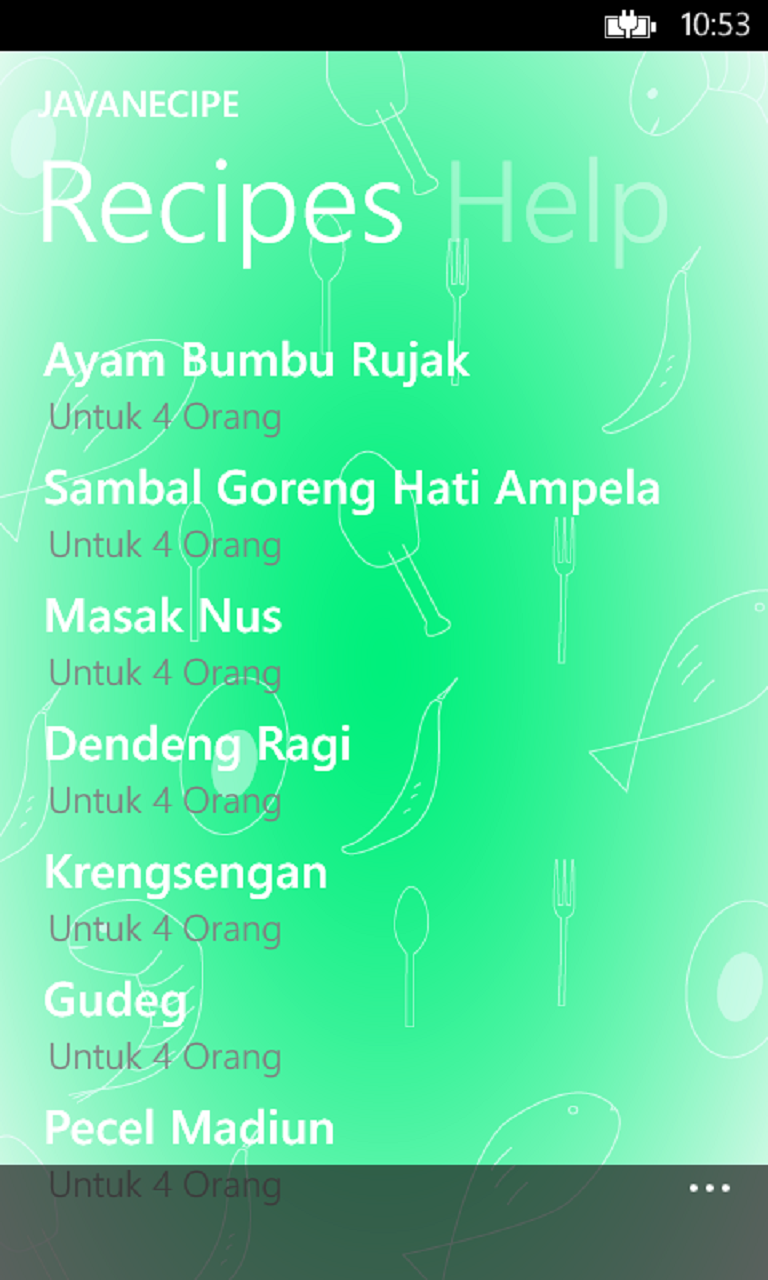 10:53
JAVANECIPE
Recipes Help
Ayam Bumbu Rujak
Untuk 4 Orang
Sambal Goreng Hati Ampela
Untuk 4 Orang
Masak Nus
Untuk 4 Orang
Dendeng Ragi
Untuk 4 Orang
Krengsengan
Untuk 4 Orang
Gudeg
Untuk 4 Orang
Pecel Madiun
Untuk 4 Orang